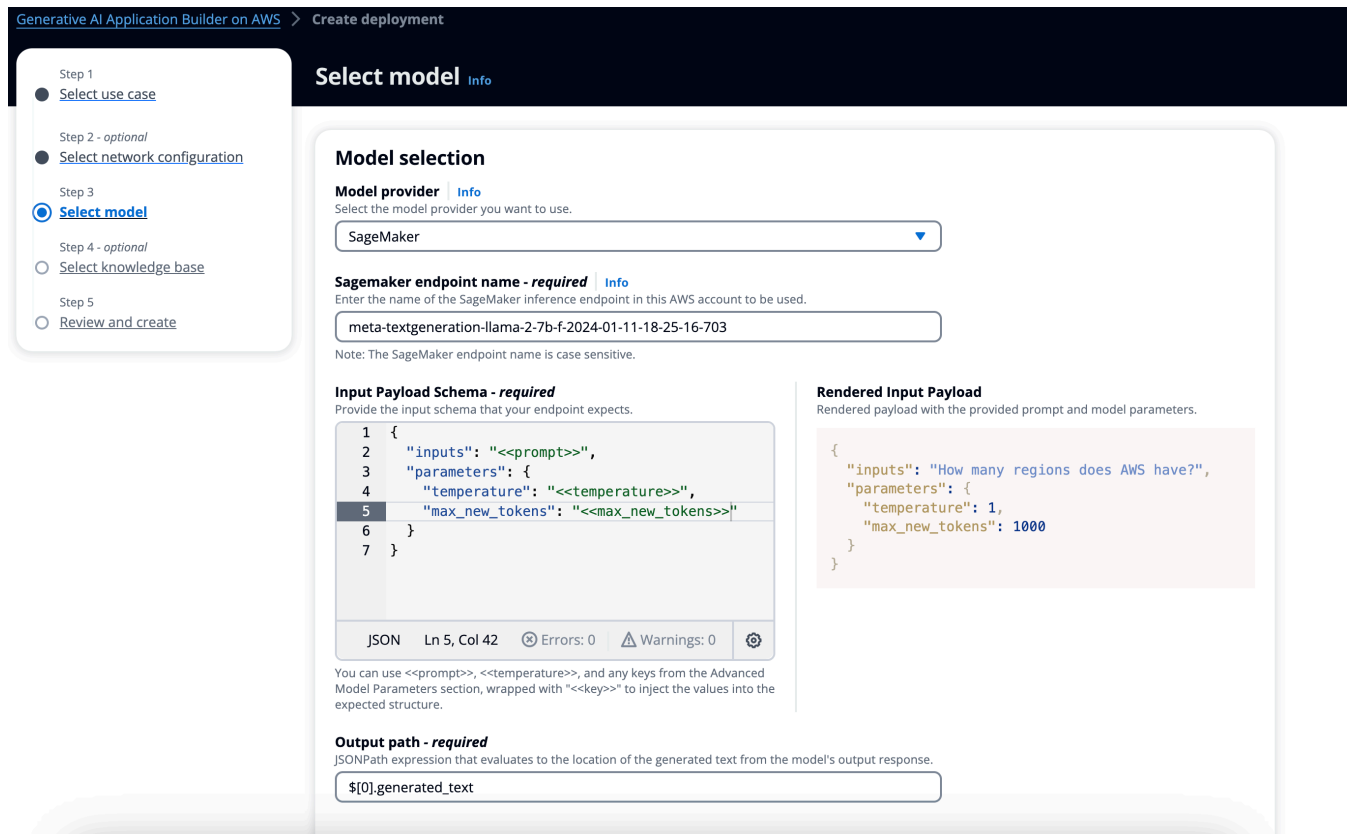 Generative AI Application Builder on AWS > Create deployment
Step 1
Select use case
Step 2 - optional
Select network configuration
Step 3
Select model
Step 4 - optional
Select knowledge base
Step 5
Review and create
Select model Info
Model selection
Model provider Info
Select the model provider you want to use.
SageMaker
Sagemaker endpoint name - required Info
Enter the name of the SageMaker inference endpoint in this AWS account to be used.
meta-textgeneration-llama-2-7b-f-2024-01-11-18-25-16-703
Note: The SageMaker endpoint name is case sensitive.
Input Payload Schema - required
Provide the input schema that your endpoint expects.
1 {
2 "inputs": "<<prompt>>",
3 "parameters": {
4 "temperature": "<<temperature>>",
5 "max_new_tokens": "<<max_new_tokens>>"
6 }
7 }
JSON Ln 5, Col 42 Errors: 0 Warnings: 0
You can use <<prompt>>, <<temperature>>, and any keys from the Advanced
Model Parameters section, wrapped with "<<key>>" to inject the values into the
expected structure.
Rendered Input Payload
Rendered payload with the provided prompt and model parameters.
{
"inputs": "How many regions does AWS have?",
"parameters": {
"temperature": 1,
"max_new_tokens": 1000
}
}
Output path - required
JSONPath expression that evaluates to the location of the generated text from the model's output response.
$[0].generated_text